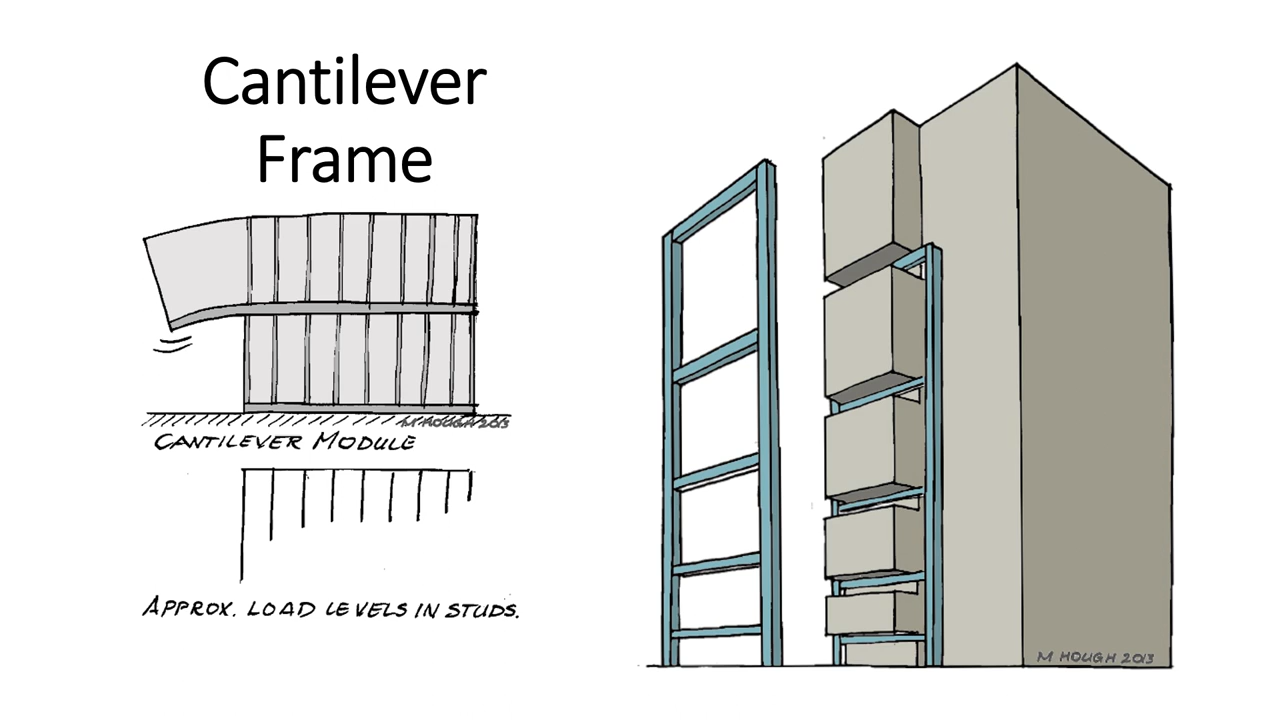 Cantilever
Frame
M HOUGH 2013
CANTILEVER MODULE
APPROX. LOAD LEVELS IN STUDS.
M HOUGH 2013